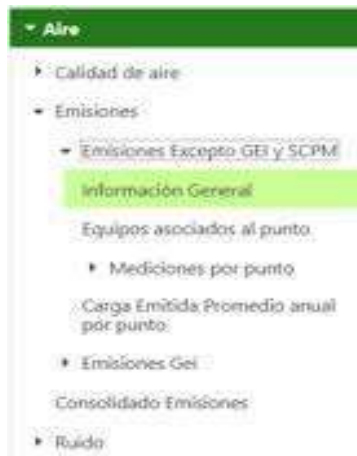 Aire
Calidad de aire
Emisiones
Emisiones Excepto GEI y SCPM
Información General
Equipos asociados al punto
Mediciones por punto
Carga Emitida Promedio anual
por punto
Emisiones Gei
Consolidado Emisiones
Ruido